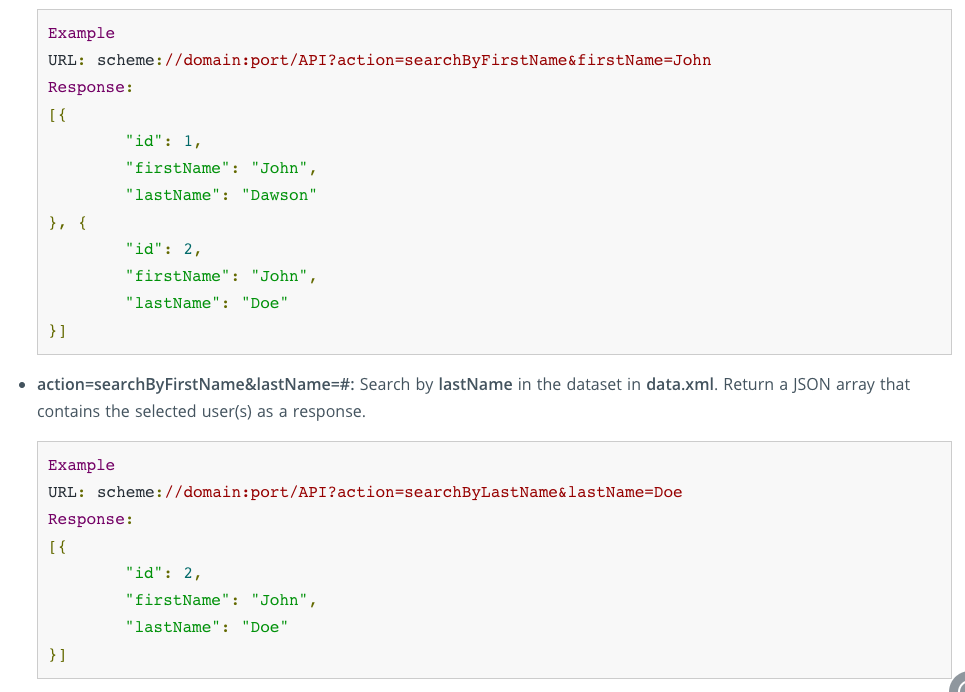 Example
URL: scheme://domain:port/API?action=searchByFirstName&firstName=John
Response:
[{
"id": 1,
"firstName": "John",
"lastName": "Dawson"
}, {
"id": 2,
"firstName": "John",
"lastName": "Doe"
}]
• action=searchByFirstName&lastName=#: Search by lastName in the dataset in data.xml. Return a JSON array that
contains the selected user(s) as a response.
Example
URL: scheme://domain:port/API?action=searchByLastName&lastName=Doe
Response:
[{
"id": 2,
"firstName": "John",
"lastName": "Doe"
}]